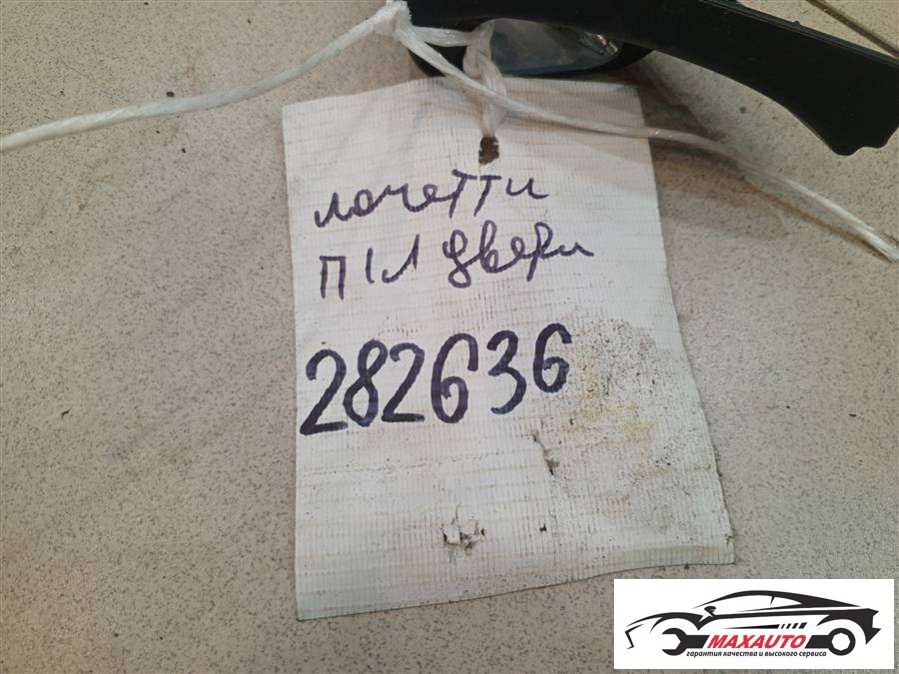 лачетти
П/Л двери
282636
MAXAUTO
гарантия качества и высокого сервиса